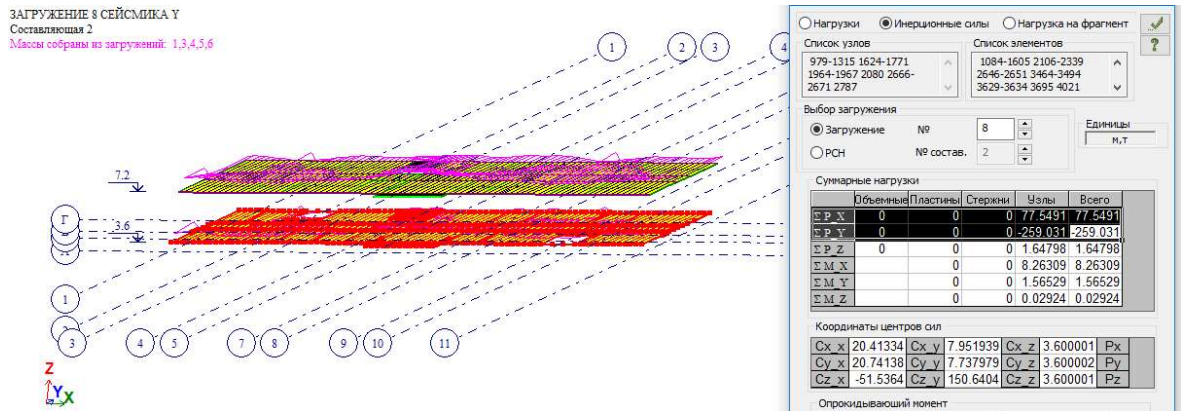 ЗАГРУЖЕНИЕ 8 СЕЙСМИКА Y
Составляющая 2
Массы собраны из загружений: 1,3,4,5,6
1
2
3
4
7.2
3.6
Г
1
3
4
5
7
8
9
10
11
Z
Y
X
Нагрузки Инерционные силы Нагрузка на фрагмент
?
Список узлов Список элементов
979-1315 1624-1771 1084-1605 2106-2339
1964-1967 2080 2666- 2646-2651 3464-3494
2671 2787 3629-3634 3695 4021
Выбор загружения
Загружение № 8
Единицы
м,т
РСН № состав. 2
Суммарные нагрузки
Объемные Пластины Стержни Узлы Всего
Σ P_X 0 0 0 77.5491 77.5491
Σ P_Y 0 0 0 -259.031 -259.031
Σ P_Z 0 0 0 1.64798 1.64798
Σ M_X 0 0 8.26309 8.26309
Σ M_Y 0 0 1.56529 1.56529
Σ M_Z 0 0 0.02924 0.02924
Координаты центров сил
Cx_x 20.41334 Cx_y 7.951939 Cx_z 3.600001 Px
Cy_x 20.74138 Cy_y 7.737979 Cy_z 3.600002 Py
Cz_x -51.5364 Cz_y 150.6404 Cz_z 3.600001 Pz
Опрокидывающий момент